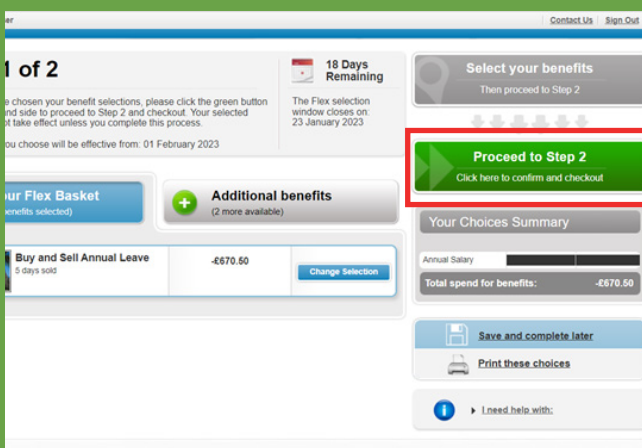 er
Contact Us Sign Out
1 of 2
18 Days
Remaining
e chosen your benefit selections, please click the green button
nd side to proceed to Step 2 and checkout. Your selected
ot take effect unless you complete this process.
The Flex selection
window closes on:
23 January 2023
ou choose will be effective from: 01 February 2023
Select your benefits
Then proceed to Step 2
Proceed to Step 2
Click here to confirm and checkout
ur Flex Basket
benefits selected)
Additional benefits
(2 more available)
Buy and Sell Annual Leave
5 days sold
-£670.50
Change Selection
Your Choices Summary
Annual Salary
Total spend for benefits: -£670.50
Save and complete later
Print these choices
I need help with: